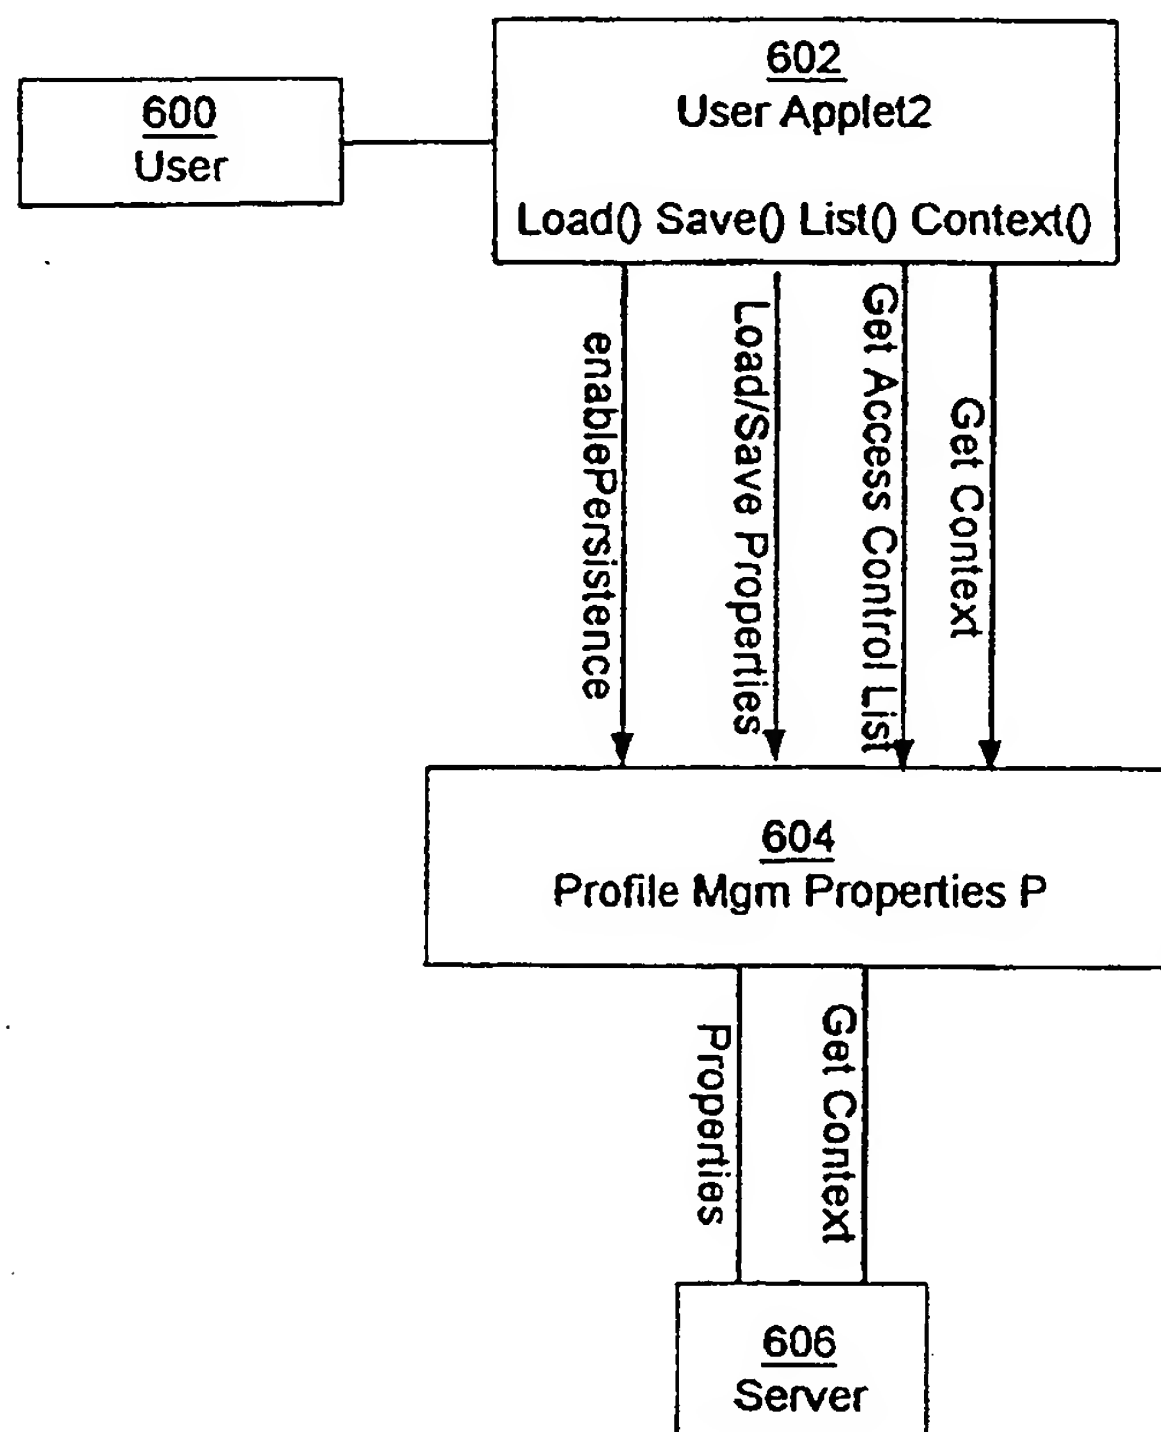 600
User
602
User Applet2
Load() Save() List() Context()
enablePersistence
Load/Save Properties
Get Access Control List
Get Context
604
Profile Mgm Properties P
Properties
Get Context
606
Server